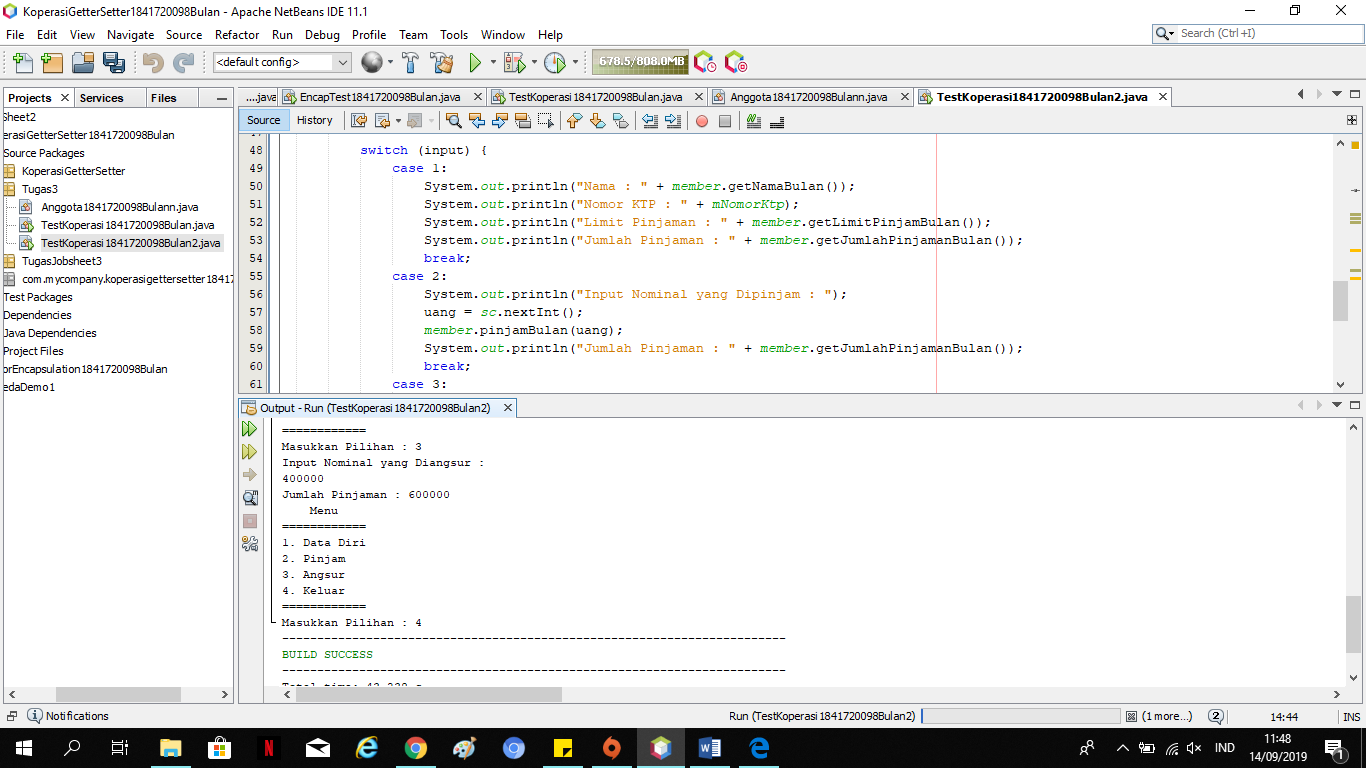 KoperasiGetterSetter1841720098Bulan - Apache NetBeans IDE 11.1
File Edit View Navigate Source Refactor Run Debug Profile Team Tools Window Help
Search (Ctrl+I)
<default config>
678.5/808.0MB
Projects Services Files
....java EncapTest1841720098Bulan.java TestKoperasi1841720098Bulan.java Anggota1841720098Bulann.java TestKoperasi1841720098Bulan2.java
Source History
Sheet2
erasiGetterSetter1841720098Bulan
Source Packages
KoperasiGetterSetter
Tugas3
Anggota1841720098Bulann.java
TestKoperasi1841720098Bulan.java
TestKoperasi1841720098Bulan2.java
TugasJobsheet3
com.mycompany.koperasigettersetter18417
Test Packages
Dependencies
Java Dependencies
Project Files
orEncapsulation1841720098Bulan
edaDemo1
48 switch (input) {
49 case 1:
50 System.out.println("Nama : " + member.getNamaBulan());
51 System.out.println("Nomor KTP : " + mNomorKtp);
52 System.out.println("Limit Pinjaman : " + member.getLimitPinjamBulan());
53 System.out.println("Jumlah Pinjaman : " + member.getJumlahPinjamanBulan());
54 break;
55 case 2:
56 System.out.println("Input Nominal yang Dipinjam : ");
57 uang = sc.nextInt();
58 member.pinjamBulan(uang);
59 System.out.println("Jumlah Pinjaman : " + member.getJumlahPinjamanBulan());
60 break;
61 case 3:
Output - Run (TestKoperasi1841720098Bulan2)
============
Masukkan Pilihan : 3
Input Nominal yang Diangsur :
400000
Jumlah Pinjaman : 600000
Menu
============
1. Data Diri
2. Pinjam
3. Angsur
4. Keluar
============
Masukkan Pilihan : 4
------------------------------------------------------------------------
BUILD SUCCESS
------------------------------------------------------------------------
Notifications
Run (TestKoperasi1841720098Bulan2)
(1 more...)
2
14:44
INS
IND
11:48
14/09/2019
1